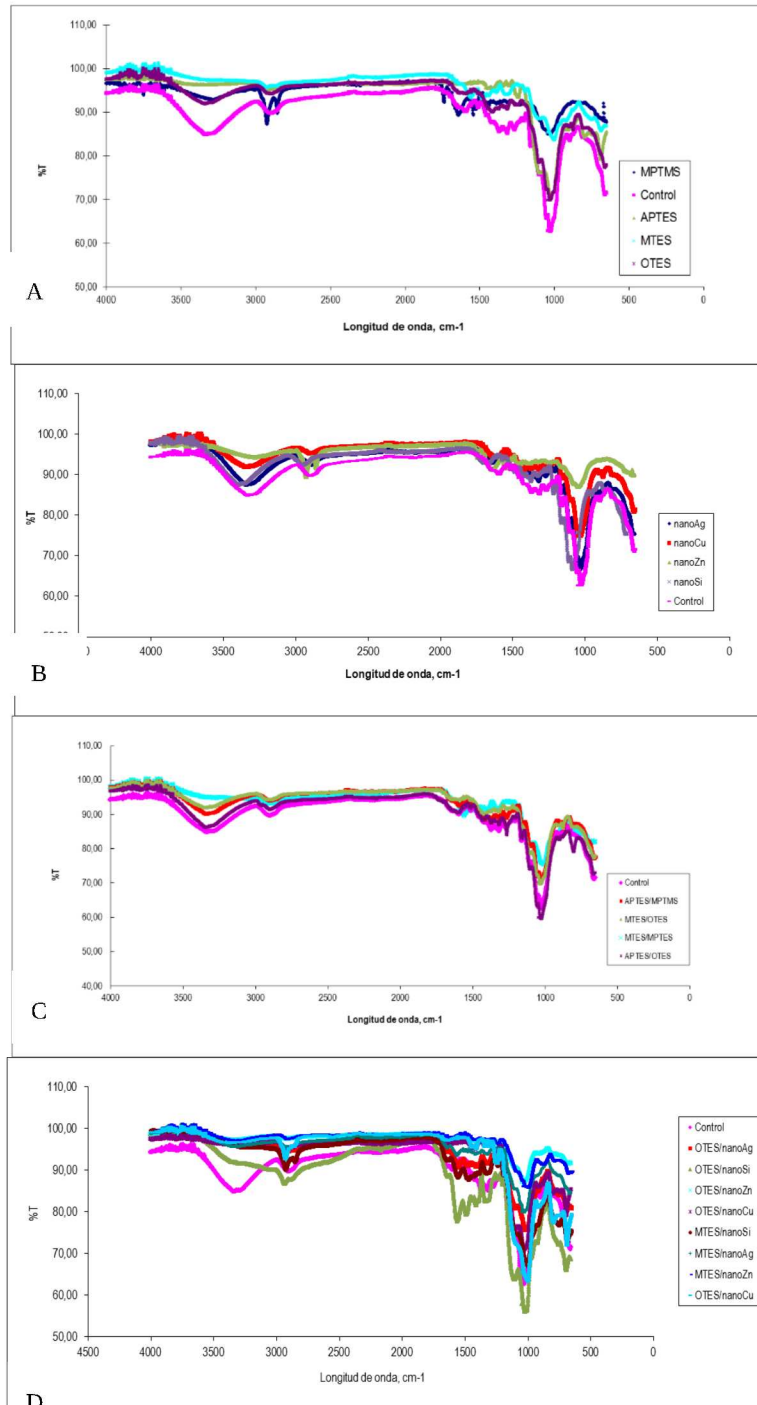 110,00
100,00
90,00
80,00
70,00
60,00
50,00
%T
4000
3500
3000
2500
2000
1500
1000
500
0
Longitud de onda, cm-1
MPTMS
Control
APTES
MTES
OTES
A
110,00
100,00
90,00
80,00
70,00
60,00
%T
4000
3500
3000
2500
2000
1500
1000
500
0
Longitud de onda, cm-1
nanoAg
nanoCu
nanoZn
nanoSi
Control
B
110,00
100,00
90,00
80,00
70,00
60,00
50,00
40,00
%T
4000
3500
3000
2500
2000
1500
1000
500
0
Longitud de onda, cm-1
Control
APTES/MPTMS
MTES/OTES
MTES/MPTES
APTES/OTES
C
110,00
100,00
90,00
80,00
70,00
60,00
50,00
%T
4500
4000
3500
3000
2500
2000
1500
1000
500
0
Longitud de onda, cm-1
Control
OTES/nanoAg
OTES/nanoSi
OTES/nanoZn
OTES/nanoCu
MTES/nanoSi
MTES/nanoAg
MTES/nanoZn
OTES/nanoCu
D